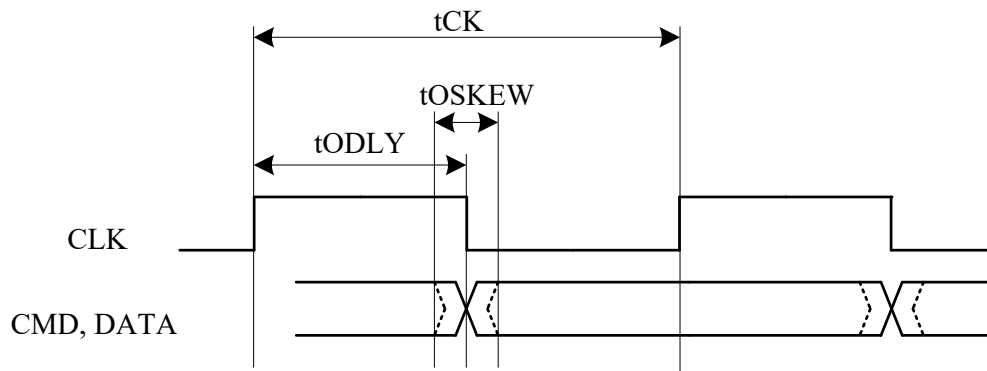 tCK
tOSKEW
tODLY
CLK
CMD, DATA